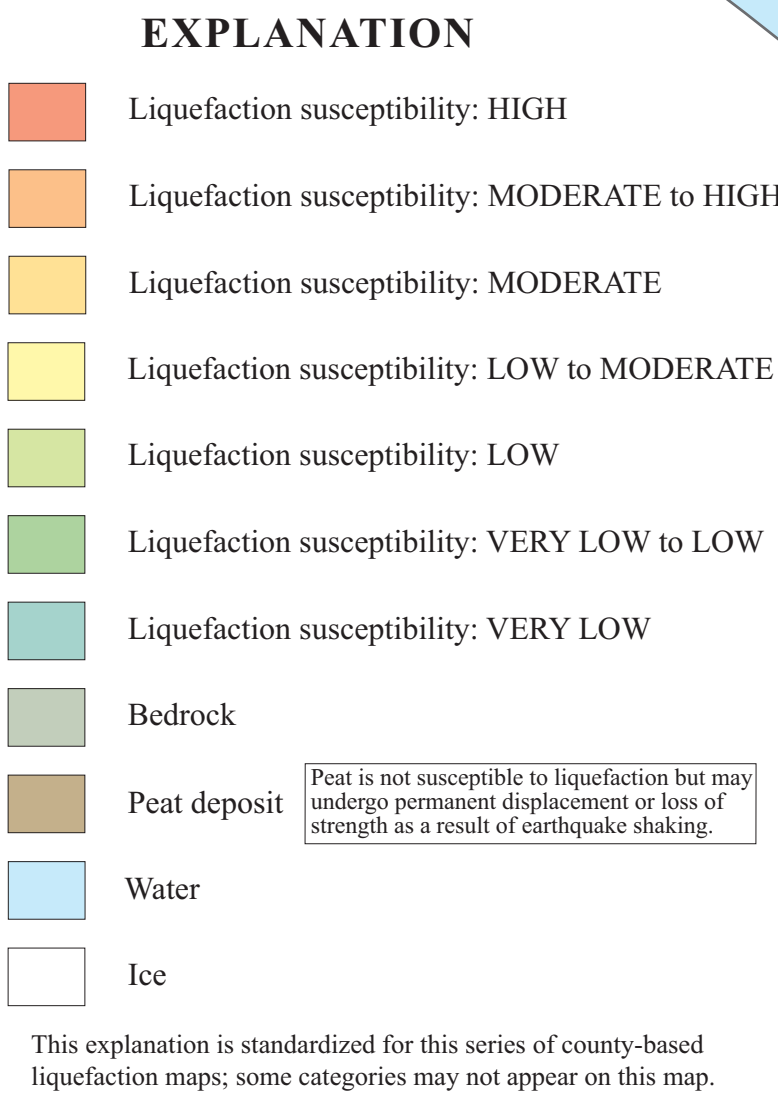 EXPLANATION
Liquefaction susceptibility: HIGH
Liquefaction susceptibility: MODERATE to HIGH
Liquefaction susceptibility: MODERATE
Liquefaction susceptibility: LOW to MODERATE
Liquefaction susceptibility: LOW
Liquefaction susceptibility: VERY LOW to LOW
Liquefaction susceptibility: VERY LOW
Bedrock
Peat deposit
Peat is not susceptible to liquefaction but may
undergo permanent displacement or loss of
strength as a result of earthquake shaking.
Water
Ice
This explanation is standardized for this series of county-based
liquefaction maps; some categories may not appear on this map.